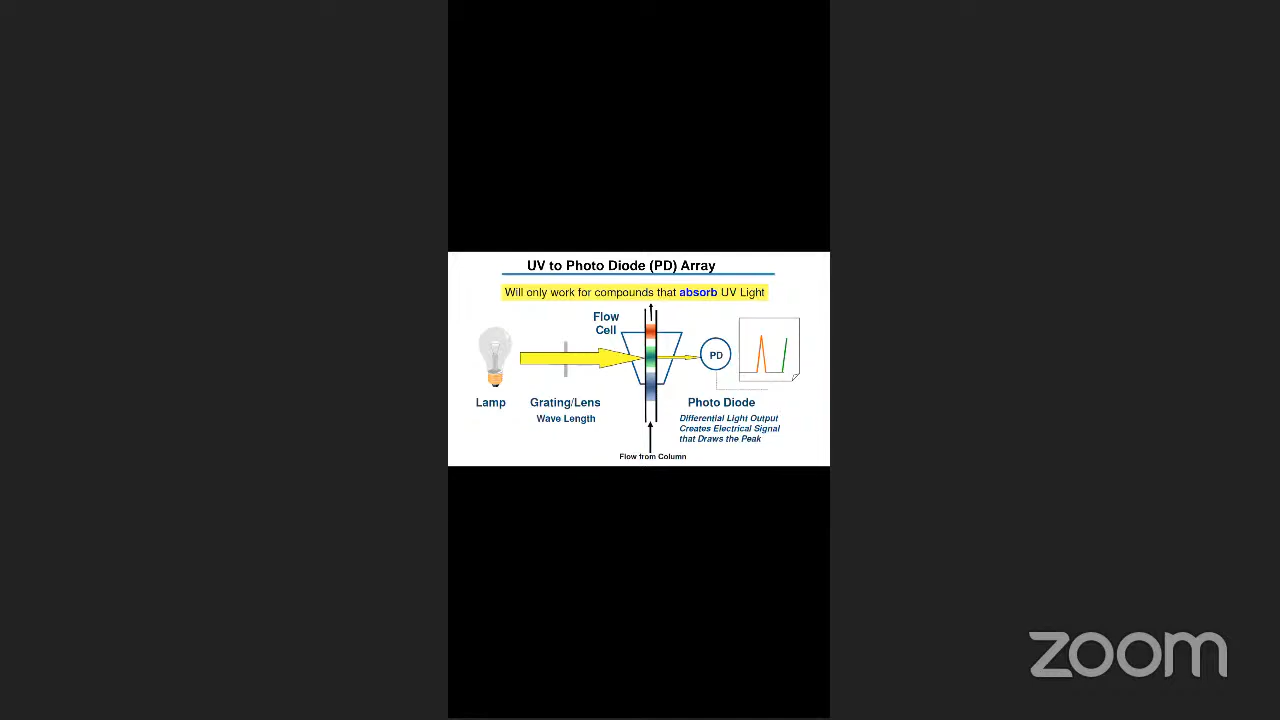 UV to Photo Diode (PD) Array
Will only work for compounds that absorb UV Light
Flow
Cell
PD
Lamp
Grating/Lens
Wave Length
Photo Diode
Differential Light Output
Creates Electrical Signal
that Draws the Peak
Flow from Column
zoom